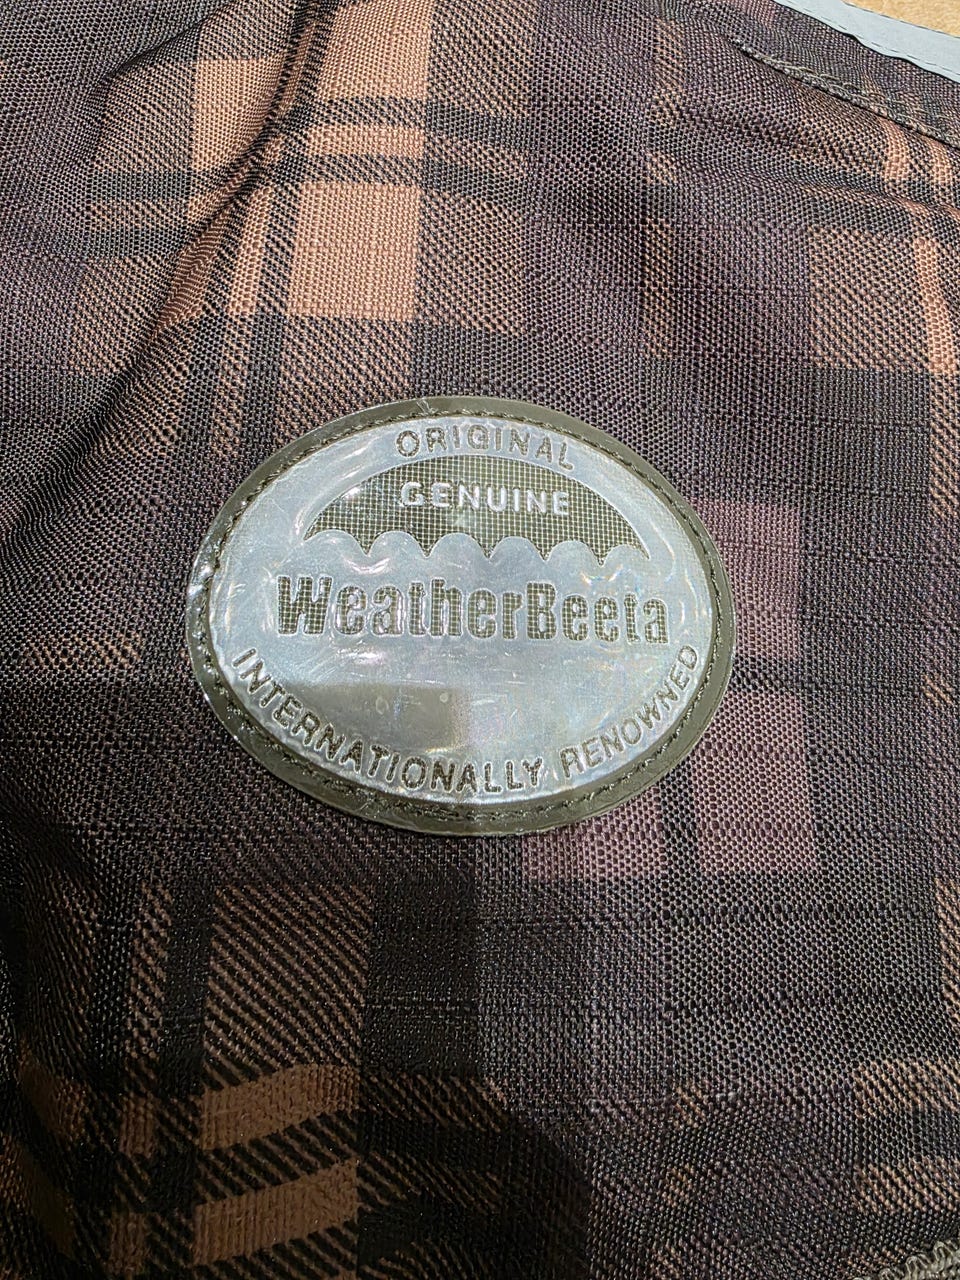 ORIGINAL
GENUINE
WeatherBeeta
INTERNATIONALLY RENOWNED